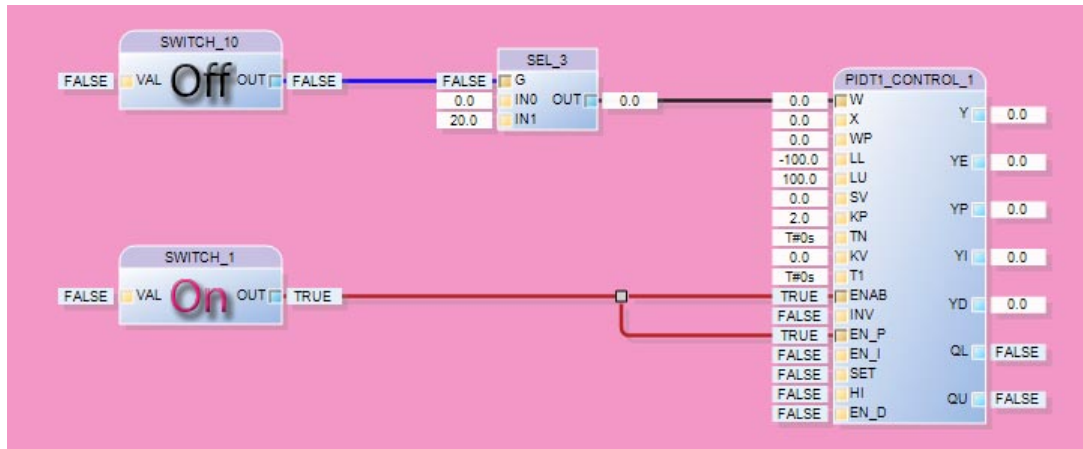 SWITCH_10
FALSE VAL Off OUT FALSE
SEL_3
FALSE G
0.0 IN0 OUT 0.0
20.0 IN1
PIDT1_CONTROL_1
0.0 W
Y 0.0
0.0 X
0.0 WP
-100.0 LL
YE 0.0
100.0 LU
0.0 SV
YP 0.0
2.0 KP
T#0s TN
0.0 KV
YI 0.0
T#0s T1
TRUE ENAB
YD 0.0
FALSE INV
TRUE EN_P
FALSE EN_I
QL FALSE
FALSE SET
FALSE HI
QU FALSE
FALSE EN_D
SWITCH_1
FALSE VAL On OUT TRUE